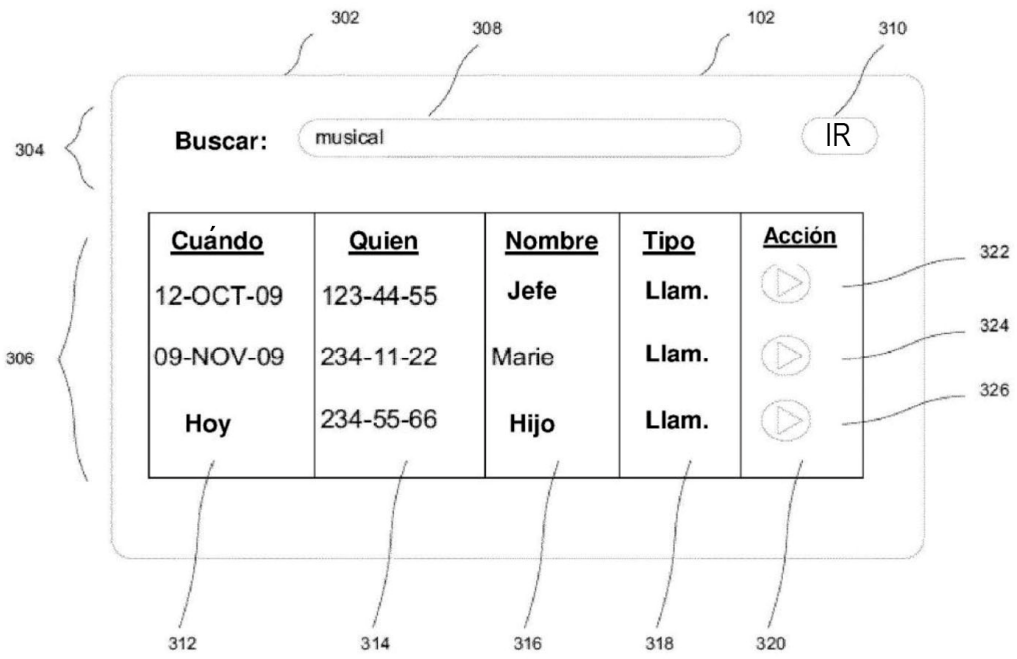 302 308 102 310
304 Buscar: musical IR
Cuándo Quien Nombre Tipo Acción
322
12-OCT-09 123-44-55 Jefe Llam.
324
306 09-NOV-09 234-11-22 Marie Llam.
326
Hoy 234-55-66 Hijo Llam.
312 314 316 318 320